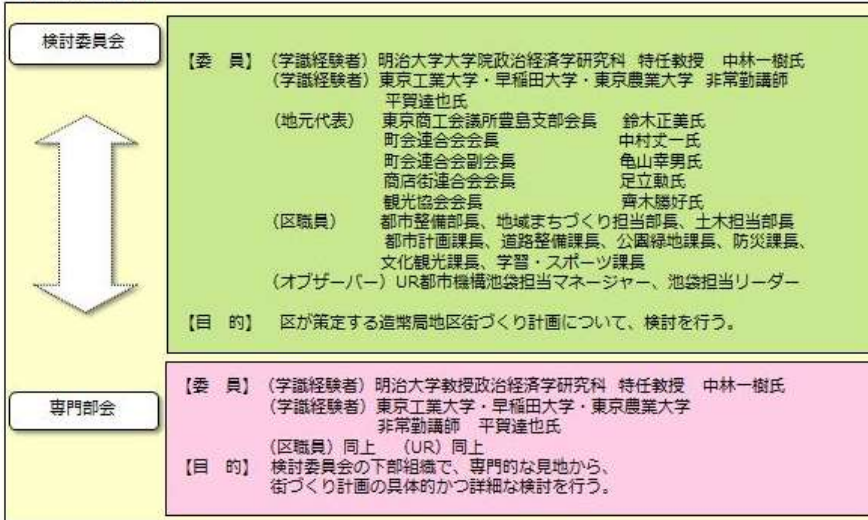 検討委員会
【委　員】（学識経験者）明治大学大学院政治経済学研究科　特任教授　中林一樹氏
（学識経験者）東京工業大学・早稲田大学・東京農業大学　非常勤講師
平賀達也氏
（地元代表）　東京商工会議所豊島支部会長　鈴木正美氏
町会連合会会長　中村丈一氏
町会連合会副会長　亀山幸男氏
商店街連合会会長　足立勲氏
観光協会会長　齊木勝好氏
（区職員）　都市整備部長、地域まちづくり担当部長、土木担当部長
都市計画課長、道路整備課長、公園緑地課長、防災課長、
文化観光課長、学習・スポーツ課長
（オブザーバー）UR都市機構池袋担当マネージャー、池袋担当リーダー
【目　的】　区が策定する造幣局地区街づくり計画について、検討を行う。
専門部会
【委　員】（学識経験者）明治大学教授政治経済学研究科　特任教授　中林一樹氏
（学識経験者）東京工業大学・早稲田大学・東京農業大学
非常勤講師　平賀達也氏
（区職員）同上　（UR）同上
【目　的】　検討委員会の下部組織で、専門的な見地から、
街づくり計画の具体的かつ詳細な検討を行う。